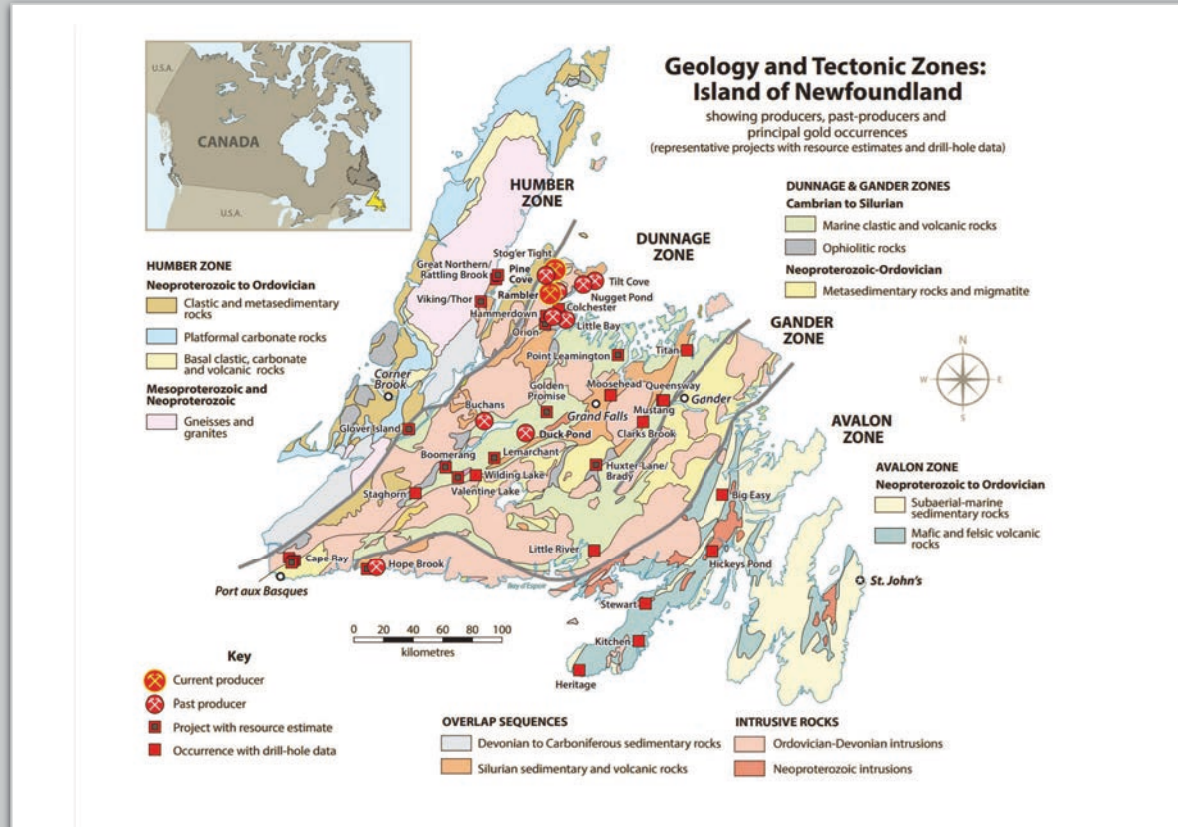 Geology and Tectonic Zones:
Island of Newfoundland
showing producers, past-producers and
principal gold occurrences
(representative projects with resource estimates and drill-hole data)
U.S.A.
CANADA
U.S.A.
HUMBER
ZONE
DUNNAGE
ZONE
GANDER
ZONE
AVALON
ZONE
DUNNAGE & GANDER ZONES
Cambrian to Silurian
Marine clastic and volcanic rocks
Ophiolitic rocks
Neoproterozoic-Ordovician
Metasedimentary rocks and migmatite
HUMBER ZONE
Neoproterozoic to Ordovician
Clastic and metasedimentary
rocks
Platformal carbonate rocks
Basal clastic, carbonate
and volcanic rocks
Mesoproterozoic and
Neoproterozoic
Gneisses and
granites
Stog'er Tight
Great Northern/
Rattling Brook
Pine
Cove
Tilt Cove
Viking/Thor
Rambler
Nugget Pond
Colchester
Hammerdown
Little Bay
Orion
Point Leamington
Titan
Corner
Brook
Golden
Promise
Moosehead
Queensway
Buchans
Grand Falls
Mustang
Gander
Glover Island
Duck Pond
Clarks Brook
Boomerang
Lemarchant
Wilding Lake
Huxter-Lane/
Brady
Staghorn
Valentine Lake
Big Easy
Little River
Cape Ray
Hope Brook
Hickeys Pond
Port aux Basques
Bay d'Espoir
St. John's
Stewart
Kitchen
Heritage
N
W
E
S
AVALON ZONE
Neoproterozoic to Ordovician
Subaerial-marine
sedimentary rocks
Mafic and felsic volcanic
rocks
0 20 40 60 80 100
kilometres
Key
Current producer
Past producer
Project with resource estimate
Occurrence with drill-hole data
OVERLAP SEQUENCES
Devonian to Carboniferous sedimentary rocks
Silurian sedimentary and volcanic rocks
INTRUSIVE ROCKS
Ordovician-Devonian intrusions
Neoproterozoic intrusions